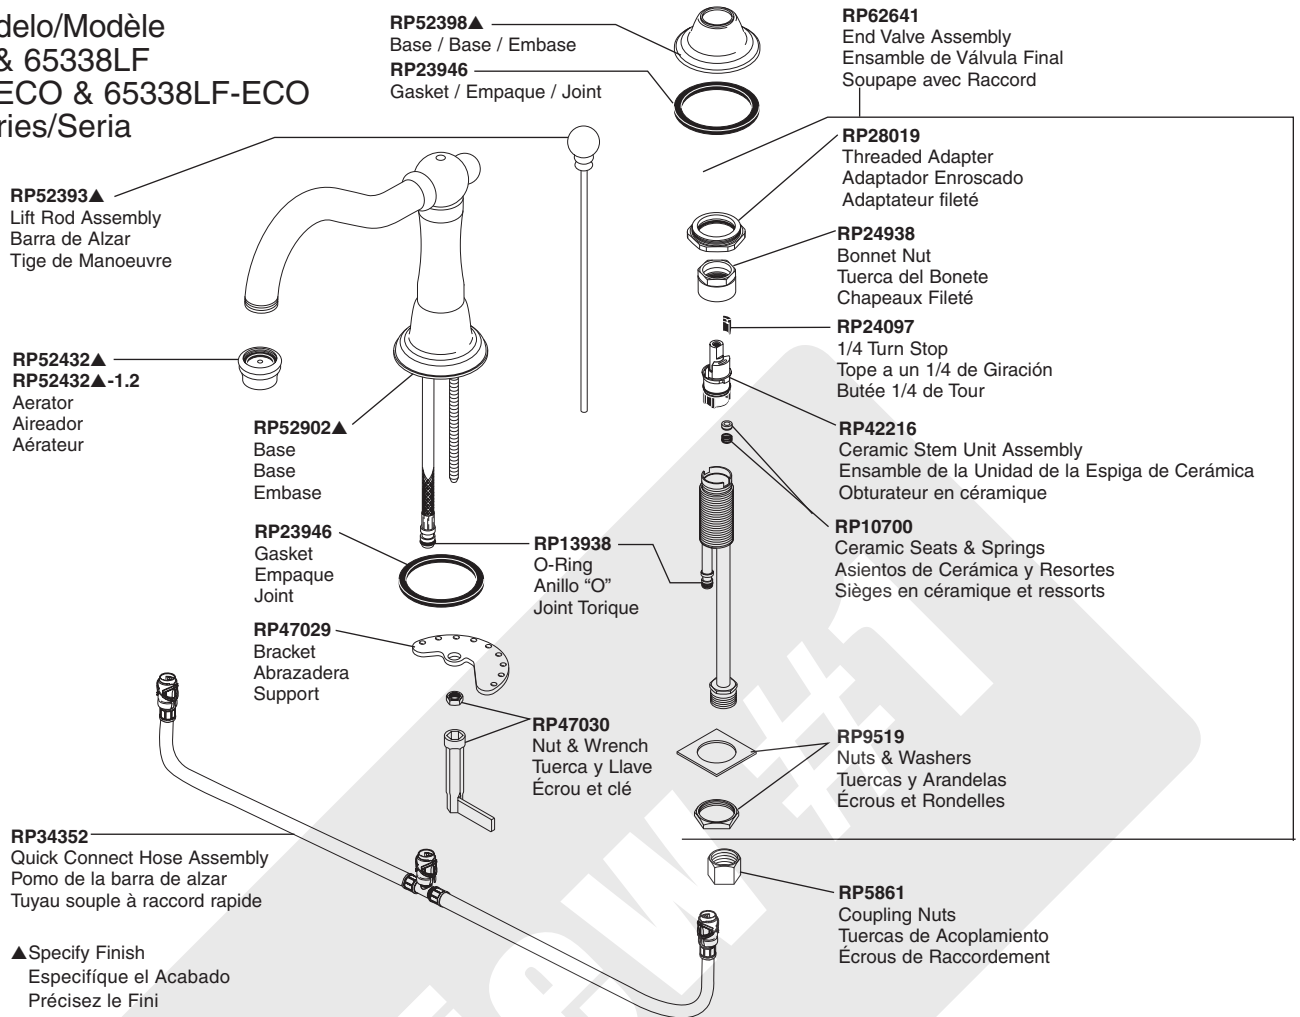 delo/Modèle
& 65338LF
ECO & 65338LF-ECO
ries/Seria
RP52398▲
Base / Base / Embase
RP23946
Gasket / Empaque / Joint
RP62641
End Valve Assembly
Ensamble de Válvula Final
Soupape avec Raccord
RP28019
Threaded Adapter
Adaptador Enroscado
Adaptateur fileté
RP52393▲
Lift Rod Assembly
Barra de Alzar
Tige de Manoeuvre
RP24938
Bonnet Nut
Tuerca del Bonete
Chapeaux Fileté
RP24097
1/4 Turn Stop
Tope a un 1/4 de Giración
Butée 1/4 de Tour
RP52432▲
RP52432▲-1.2
Aerator
Aireador
Aérateur
RP52902▲
Base
Base
Embase
RP42216
Ceramic Stem Unit Assembly
Ensamble de la Unidad de la Espiga de Cerámica
Obturateur en céramique
RP23946
Gasket
Empaque
Joint
RP13938
O-Ring
Anillo “O”
Joint Torique
RP10700
Ceramic Seats & Springs
Asientos de Cerámica y Resortes
Sièges en céramique et ressorts
RP47029
Bracket
Abrazadera
Support
RP47030
Nut & Wrench
Tuerca y Llave
Écrou et clé
RP9519
Nuts & Washers
Tuercas y Arandelas
Écrous et Rondelles
RP34352
Quick Connect Hose Assembly
Pomo de la barra de alzar
Tuyau souple à raccord rapide
RP5861
Coupling Nuts
Tuercas de Acoplamiento
Écrous de Raccordement
▲Specify Finish
Especifíque el Acabado
Précisez le Fini
iew #1